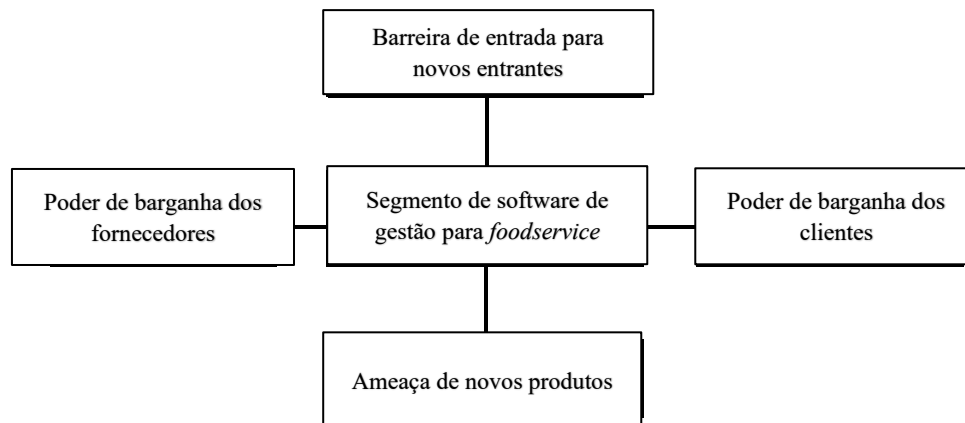 Barreira de entrada para
novos entrantes
Poder de barganha dos
fornecedores
Segmento de software de
gestão para foodservice
Poder de barganha dos
clientes
Ameaça de novos produtos